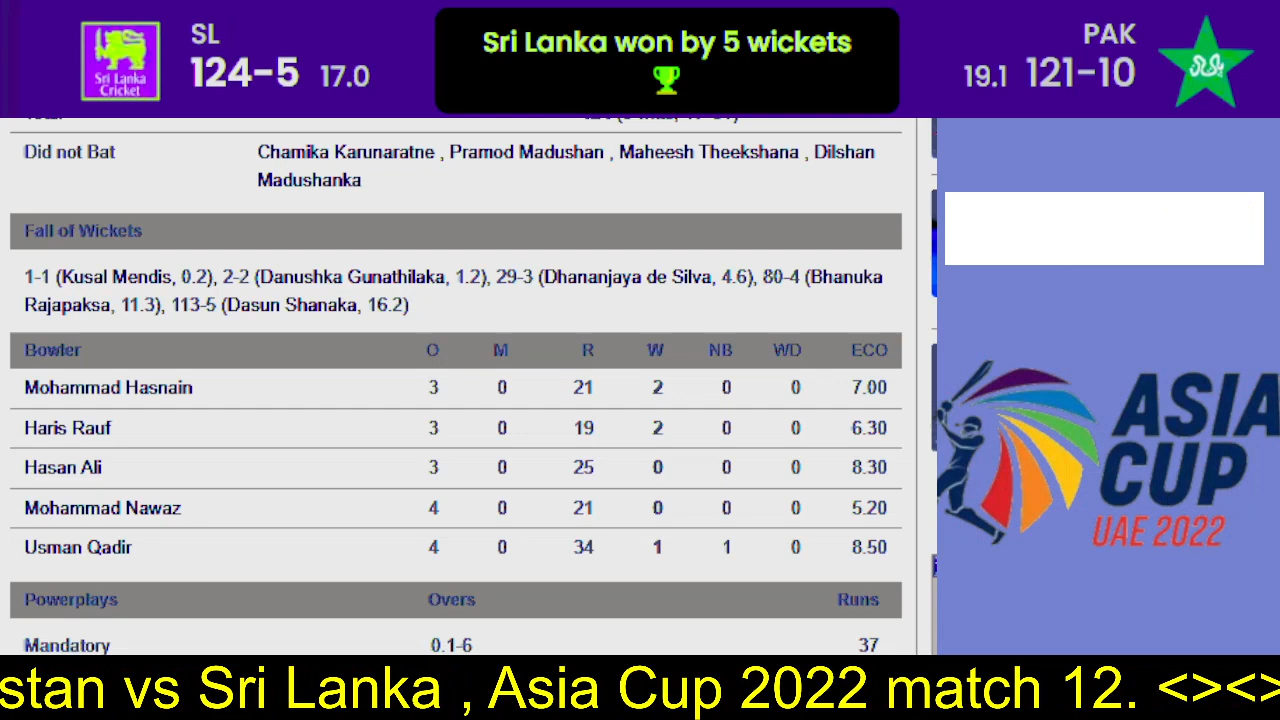 SL
124-5 17.0
Sri Lanka Cricket
Sri Lanka won by 5 wickets
PAK
19.1 121-10
Did not Bat Chamika Karunaratne , Pramod Madushan , Maheesh Theekshana , Dilshan
Madushanka
Fall of Wickets
1-1 (Kusal Mendis, 0.2), 2-2 (Danushka Gunathilaka, 1.2), 29-3 (Dhananjaya de Silva, 4.6), 80-4 (Bhanuka
Rajapaksa, 11.3), 113-5 (Dasun Shanaka, 16.2)
Bowler O M R W NB WD ECO
Mohammad Hasnain 3 0 21 2 0 0 7.00
Haris Rauf 3 0 19 2 0 0 6.30
Hasan Ali 3 0 25 0 0 0 8.30
Mohammad Nawaz 4 0 21 0 0 0 5.20
Usman Qadir 4 0 34 1 1 0 8.50
Powerplays Overs Runs
Mandatory 0.1-6 37
ASIA
CUP
UAE 2022
stan vs Sri Lanka , Asia Cup 2022 match 12. <><>